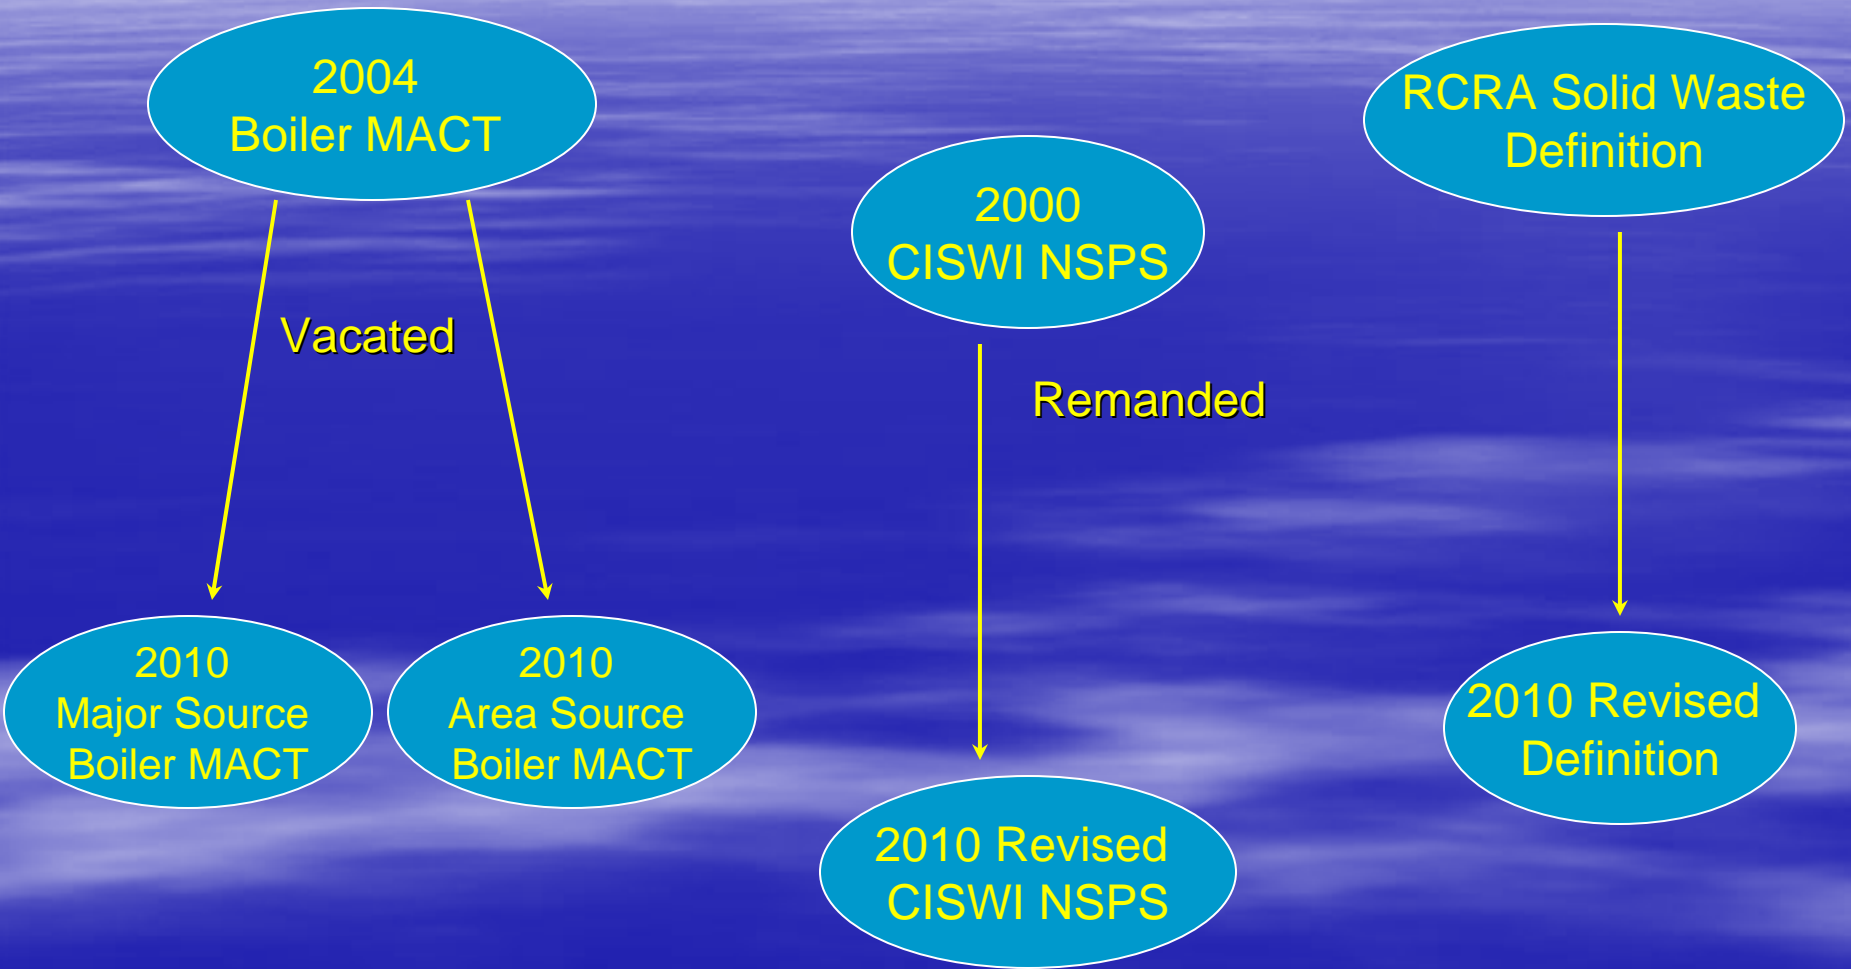 2004
Boiler MACT
RCRA Solid Waste
Definition
2000
CISWI NSPS
Vacated
Remanded
2010
Major Source
Boiler MACT
2010
Area Source
Boiler MACT
2010 Revised
Definition
2010 Revised
CISWI NSPS